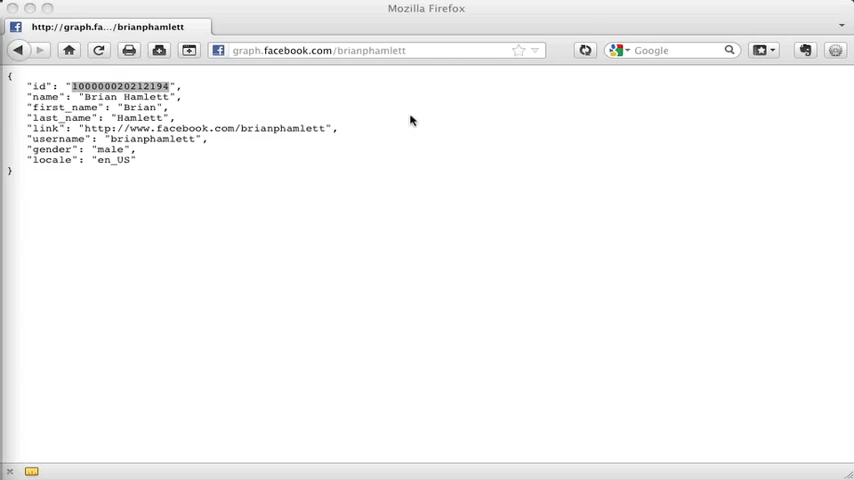 Mozilla Firefox
http://graph.fa.../brianphamlett
graph.facebook.com/brianphamlett
Google
{
"id": "100000020212194",
"name": "Brian Hamlett",
"first_name": "Brian",
"last_name": "Hamlett",
"link": "http://www.facebook.com/brianphamlett",
"username": "brianphamlett",
"gender": "male",
"locale": "en_US"
}